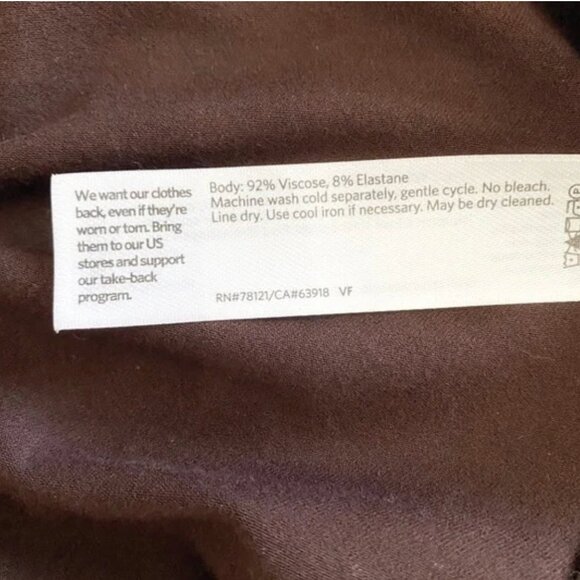 We want our clothes
back, even if they're
worn or torn. Bring
them to our US
stores and support
our take-back
program.
Body: 92% Viscose, 8% Elastane
Machine wash cold separately, gentle cycle. No bleach.
Line dry. Use cool iron if necessary. May be dry cleaned.
RN#78121/CA#63918 VF